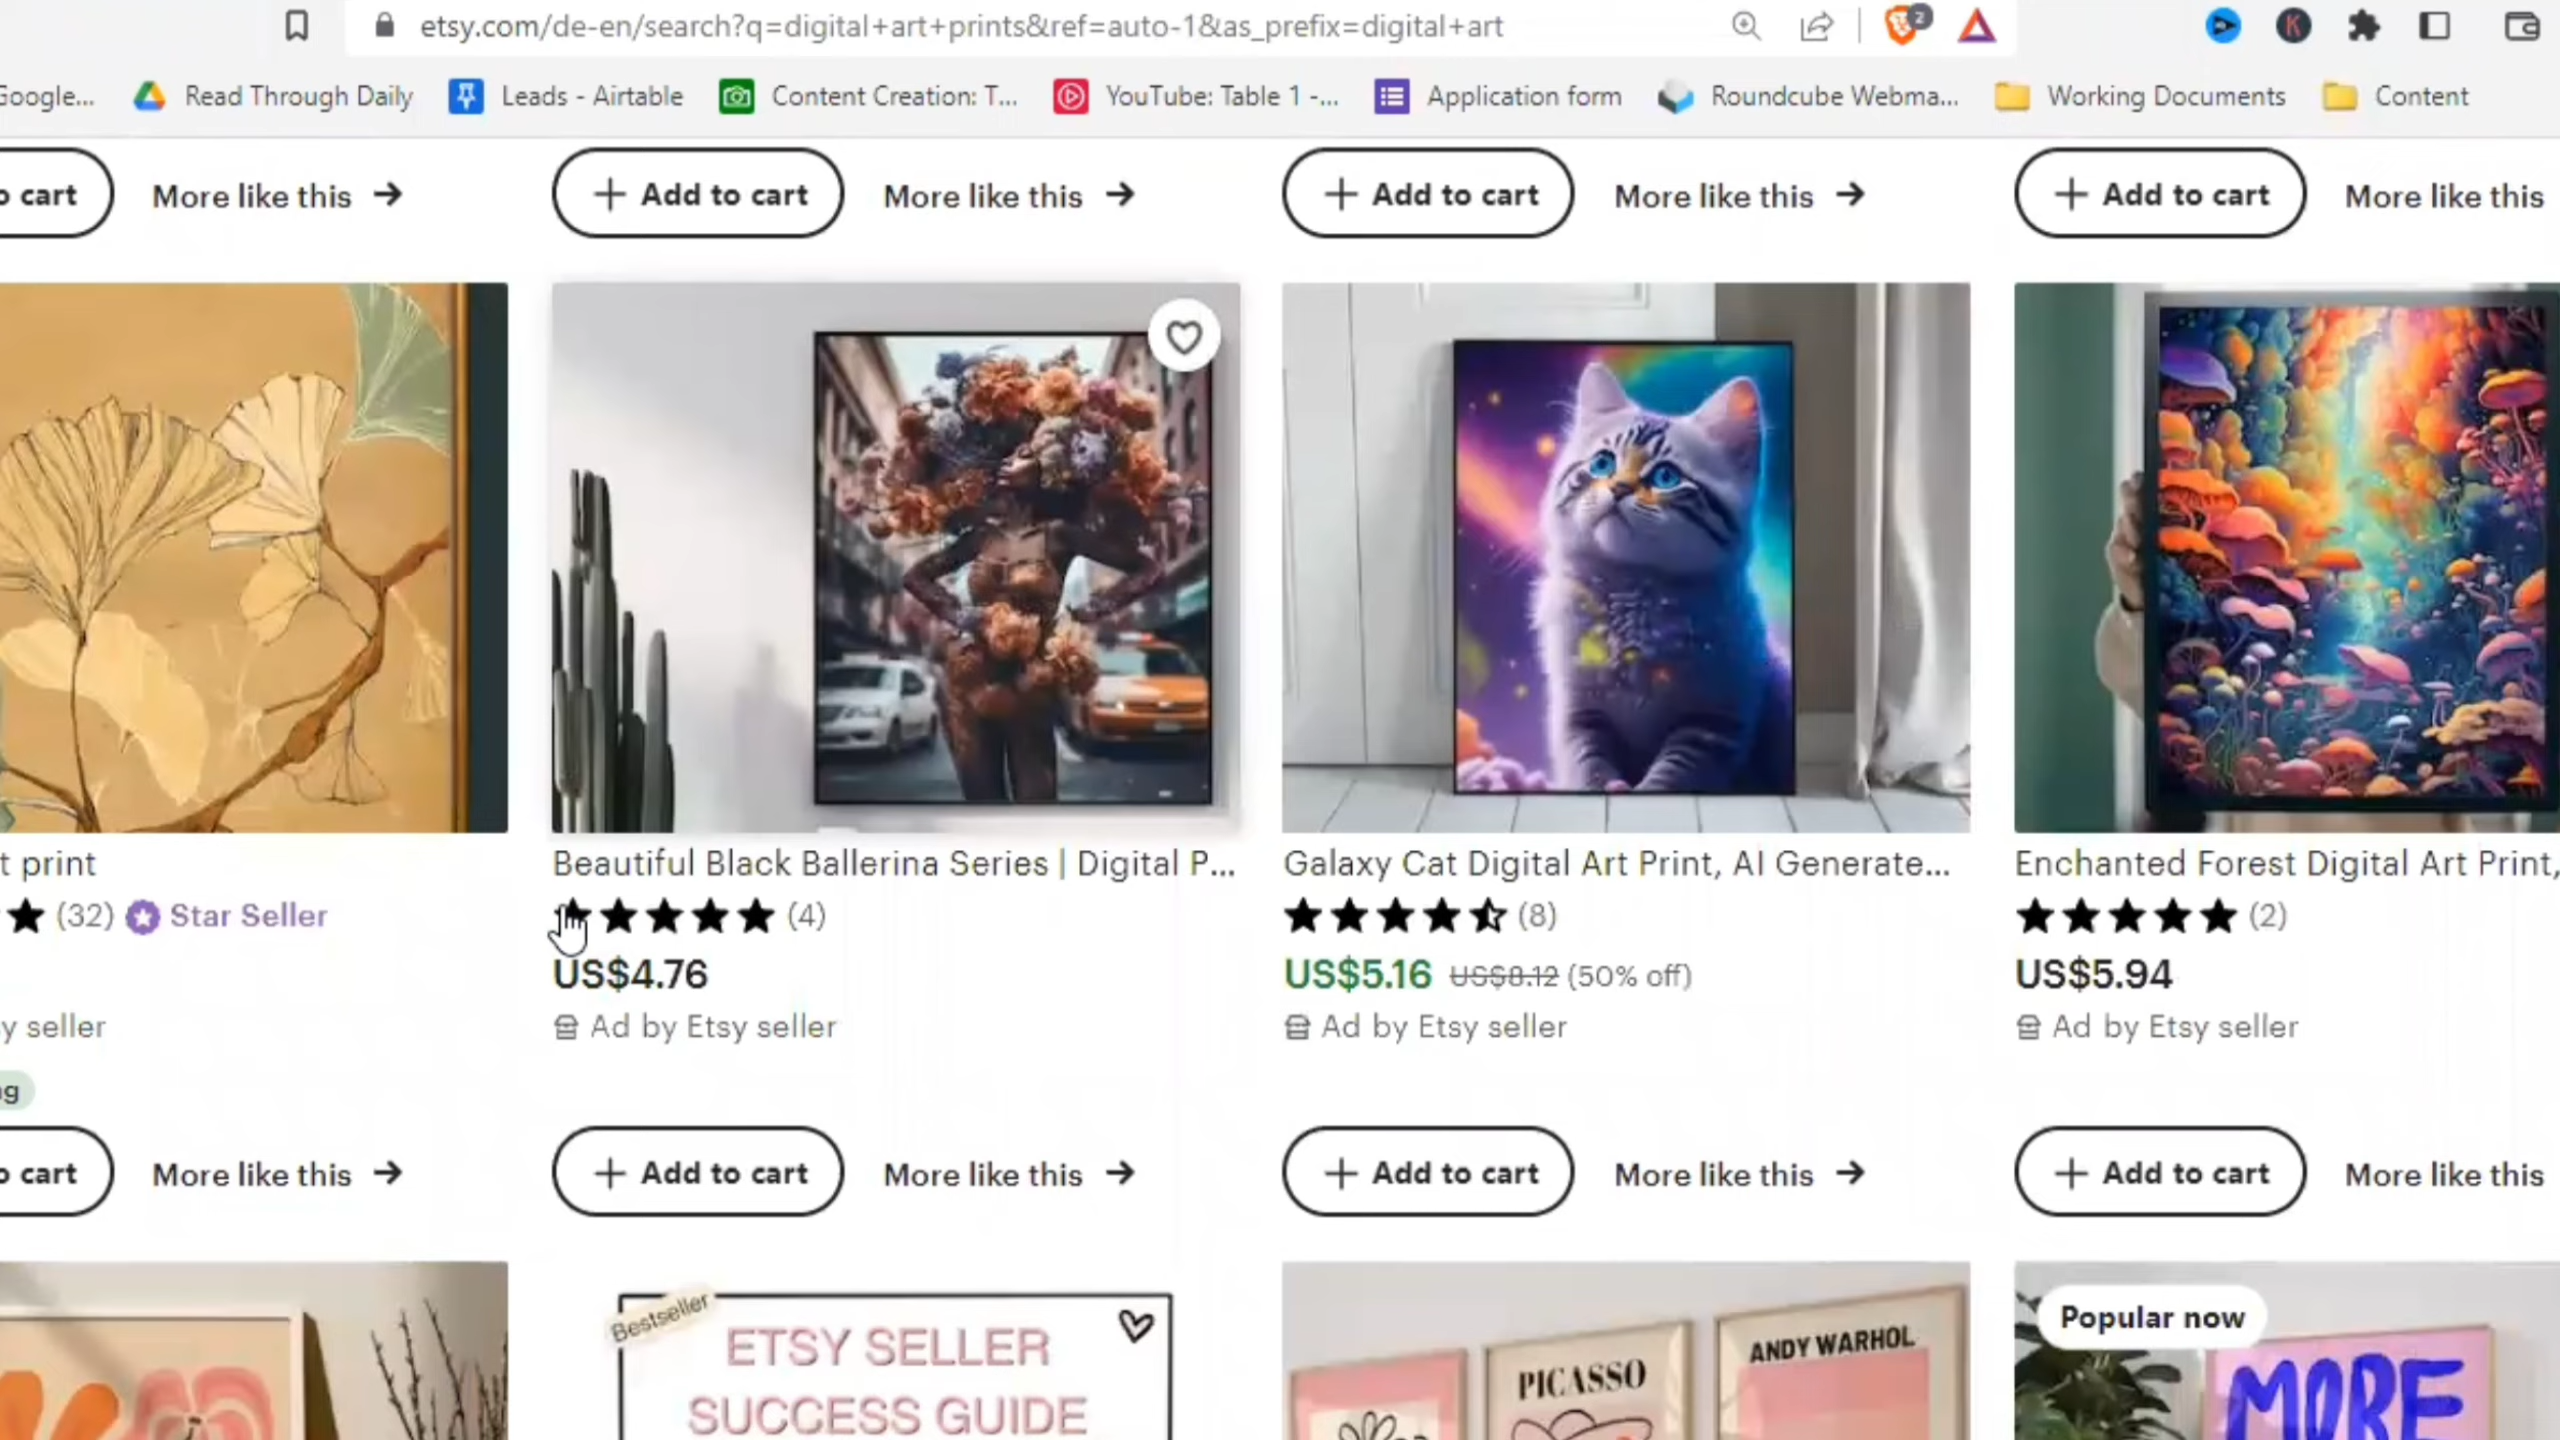 etsy.com/de-en/search?q=digital+art+prints&ref=auto-1&as_prefix=digital+art
2
K
Google... Read Through Daily Leads - Airtable Content Creation: T... YouTube: Table 1 -... Application form Roundcube Webma... Working Documents Content
o cart More like this → + Add to cart More like this → + Add to cart More like this → + Add to cart More like this
t print Beautiful Black Ballerina Series | Digital P... Galaxy Cat Digital Art Print, AI Generate... Enchanted Forest Digital Art Print,
(32) Star Seller (4) (8) (2)
US$4.76 US$5.16 US$8.12 (50% off) US$5.94
y seller Ad by Etsy seller Ad by Etsy seller Ad by Etsy seller
ng
o cart More like this → + Add to cart More like this → + Add to cart More like this → + Add to cart More like this
Bestseller
ETSY SELLER
SUCCESS GUIDE
PICASSO
ANDY WARHOL
Popular now
MORE